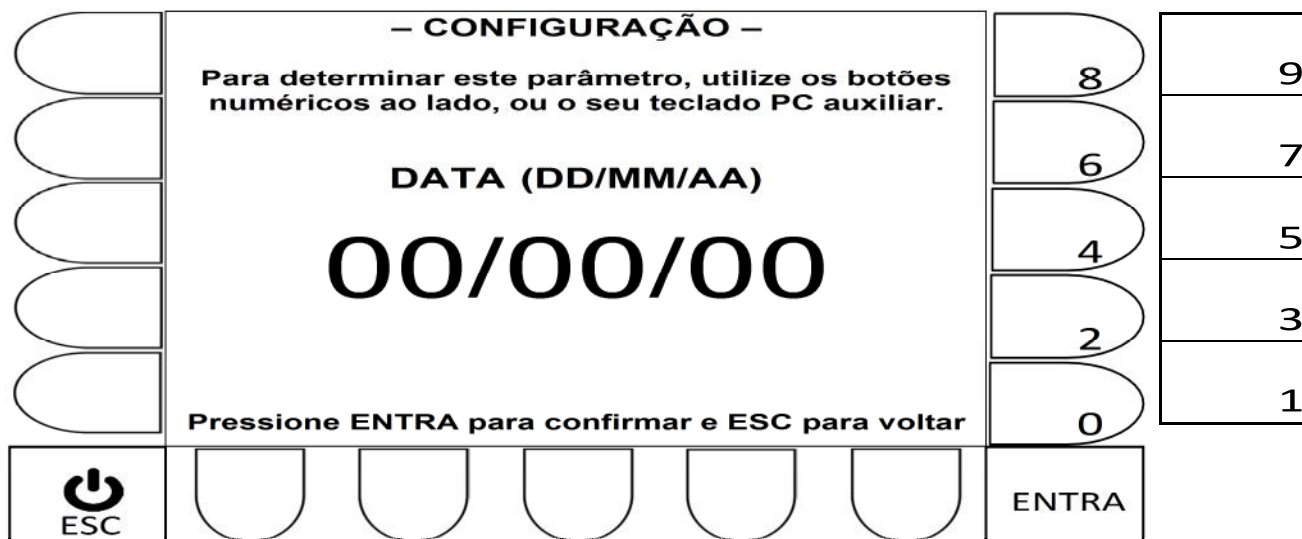 – CONFIGURAÇÃO –
Para determinar este parâmetro, utilize os botões
numéricos ao lado, ou o seu teclado PC auxiliar.
DATA (DD/MM/AA)
00/00/00
Pressione ENTRA para confirmar e ESC para voltar
8
9
6
7
4
5
2
3
0
1
ESC
ENTRA